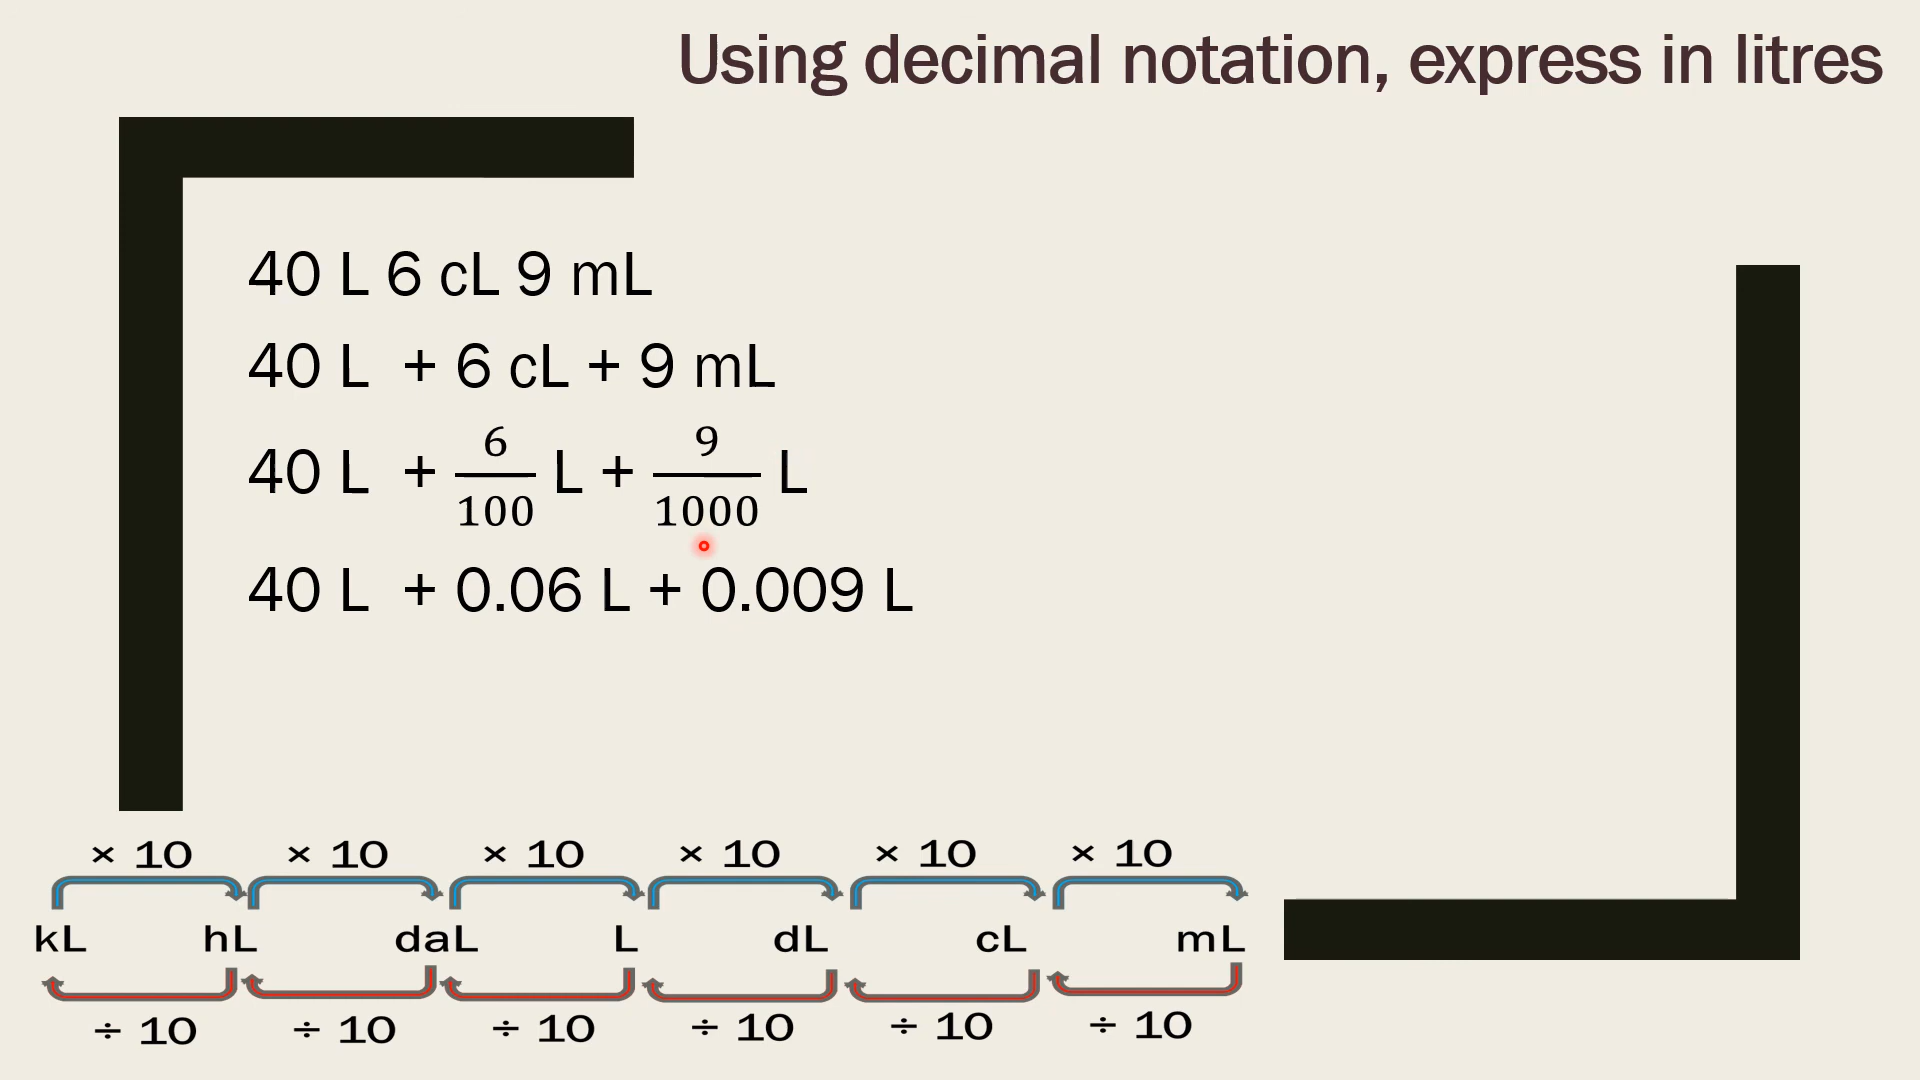 Using decimal notation, express in litres
40 L 6 cL 9 mL
40 L + 6 cL + 9 mL
40 L + 6/100 L + 9/1000 L
40 L + 0.06 L + 0.009 L
× 10 × 10 × 10 × 10 × 10 × 10
kL hL daL L dL cL mL
÷ 10 ÷ 10 ÷ 10 ÷ 10 ÷ 10 ÷ 10